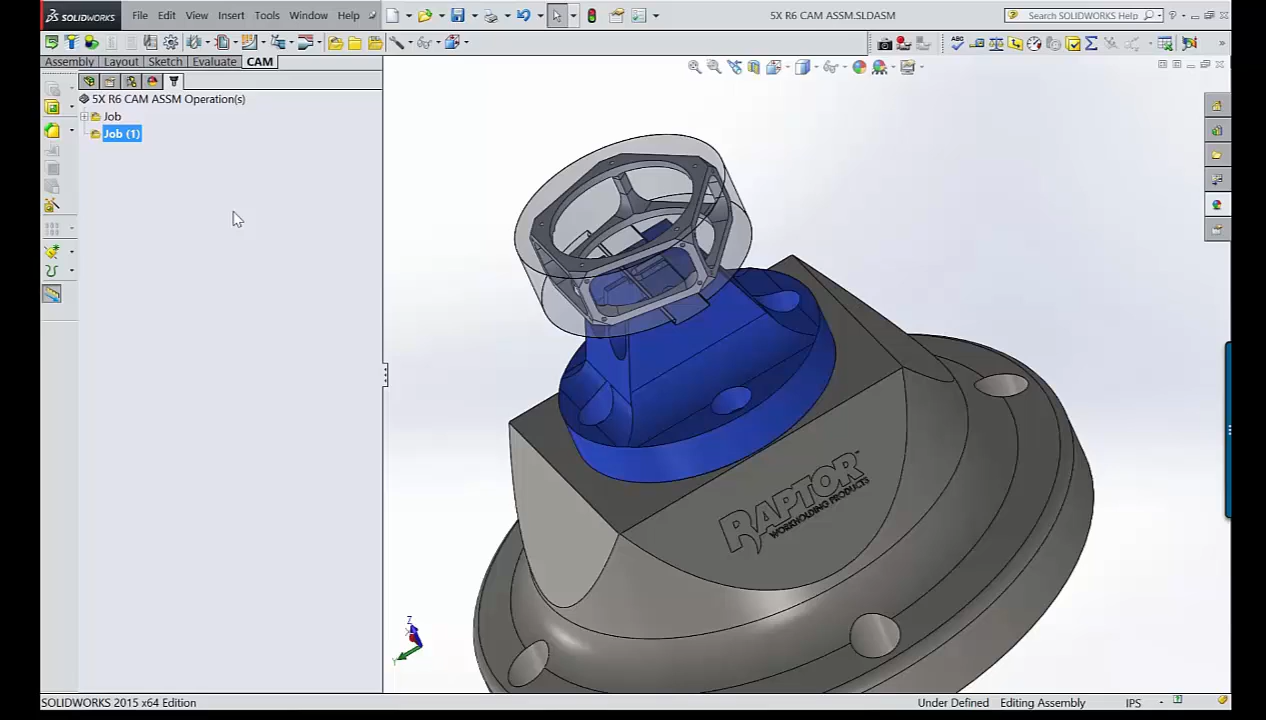 SOLIDWORKS File Edit View Insert Tools Window Help 5X R6 CAM ASSM.SLDASM Search SOLIDWORKS Help
Assembly Layout Sketch Evaluate CAM
5X R6 CAM ASSM Operation(s)
Job
Job (1)
RAPTOR
WORKHOLDING PRODUCTS
Z
Y
SOLIDWORKS 2015 x64 Edition Under Defined Editing Assembly IPS